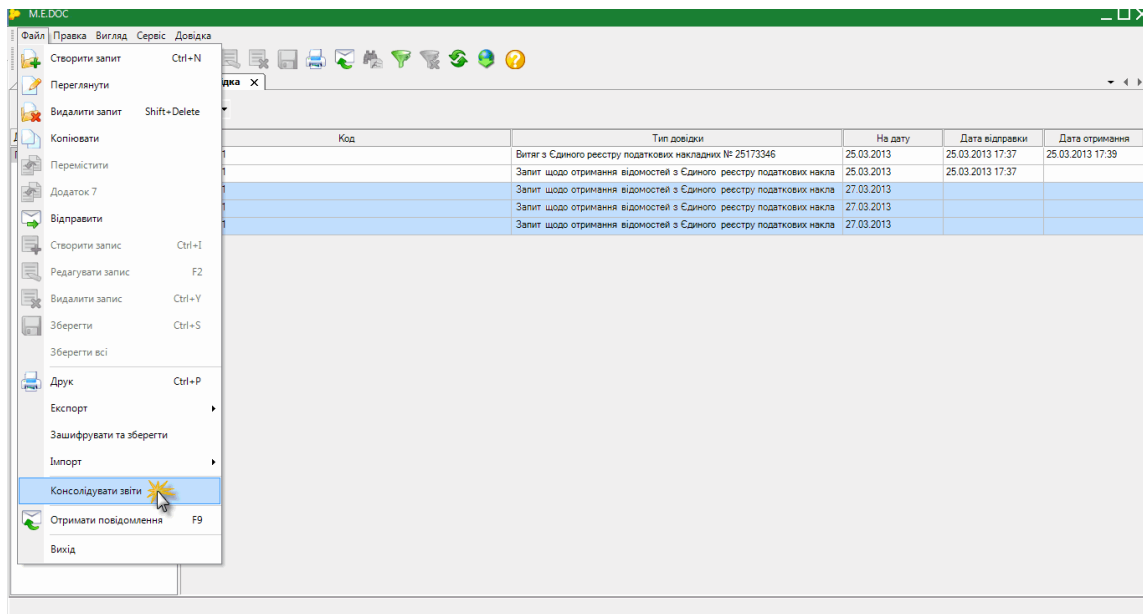 M.E.DOC
Файл Правка Вигляд Сервіс Довідка
Створити запит Ctrl+N
Переглянути
Видалити запит Shift+Delete
Копіювати
Перемістити
Додаток 7
Відправити
Створити запис Ctrl+I
Редагувати запис F2
Видалити запис Ctrl+Y
Зберегти Ctrl+S
Зберегти всі
Друк Ctrl+P
Експорт
Зашифрувати та зберегти
Імпорт
Консолідувати звіти
Отримати повідомлення F9
Вихід
ідка X
Код Тип довідки На дату Дата відправки Дата отримання
1 Витяг з Єдиного реєстру податкових накладних № 25173346 25.03.2013 25.03.2013 17:37 25.03.2013 17:39
1 Запит щодо отримання відомостей з Єдиного реєстру податкових накла 25.03.2013 25.03.2013 17:37
1 Запит щодо отримання відомостей з Єдиного реєстру податкових накла 27.03.2013
1 Запит щодо отримання відомостей з Єдиного реєстру податкових накла 27.03.2013
1 Запит щодо отримання відомостей з Єдиного реєстру податкових накла 27.03.2013